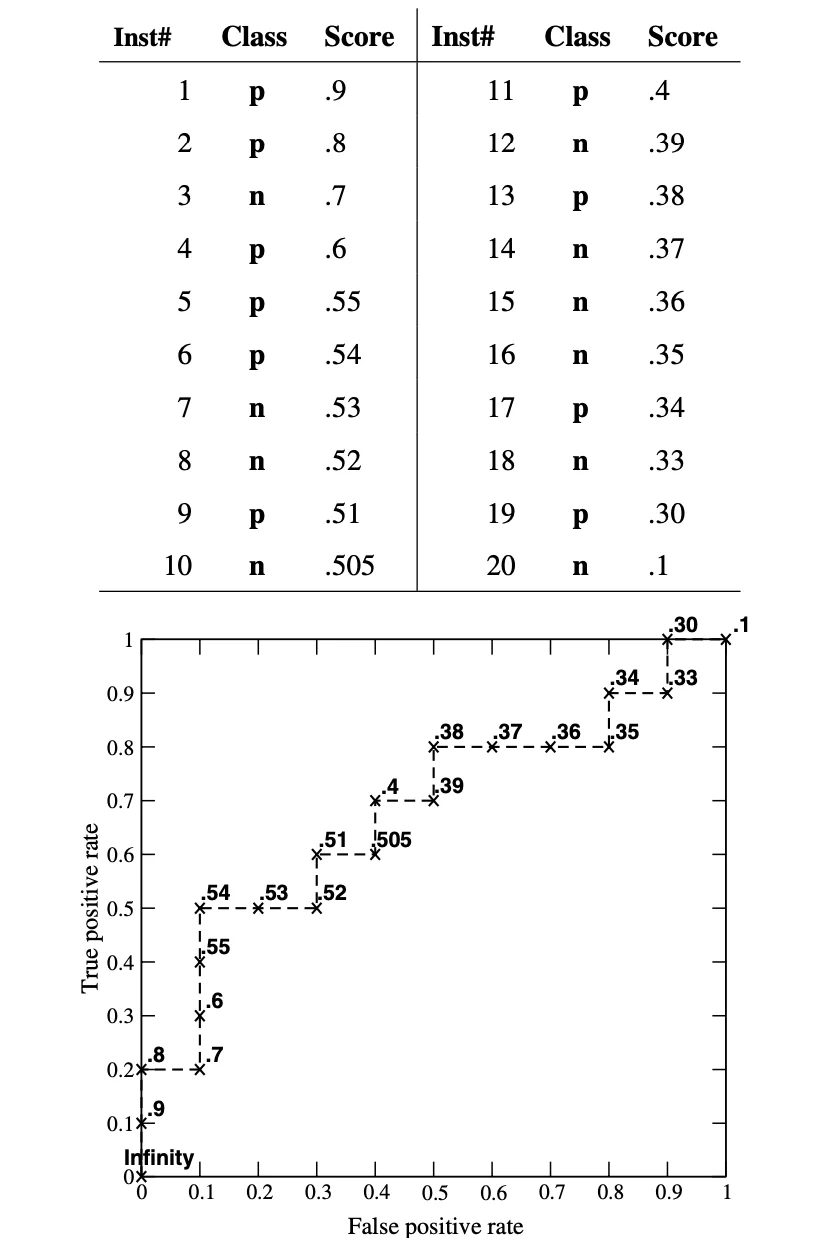 Inst# Class Score Inst# Class Score
1 p .9 11 p .4
2 p .8 12 n .39
3 n .7 13 p .38
4 p .6 14 n .37
5 p .55 15 n .36
6 p .54 16 n .35
7 n .53 17 p .34
8 n .52 18 n .33
9 p .51 19 p .30
10 n .505 20 n .1
.30 .1
1
.34 .33
0.9
.38 .37 .36 .35
0.8
.4 .39
0.7
.51 .505
0.6
.54 .53 .52
0.5
.55
0.4
.6
0.3
.8 .7
0.2
.9
0.1
Infinity
0
0 0.1 0.2 0.3 0.4 0.5 0.6 0.7 0.8 0.9 1
True positive rate
False positive rate